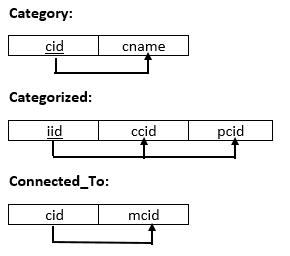 Category:
cid cname
Categorized:
iid ccid pcid
Connected_To:
cid mcid